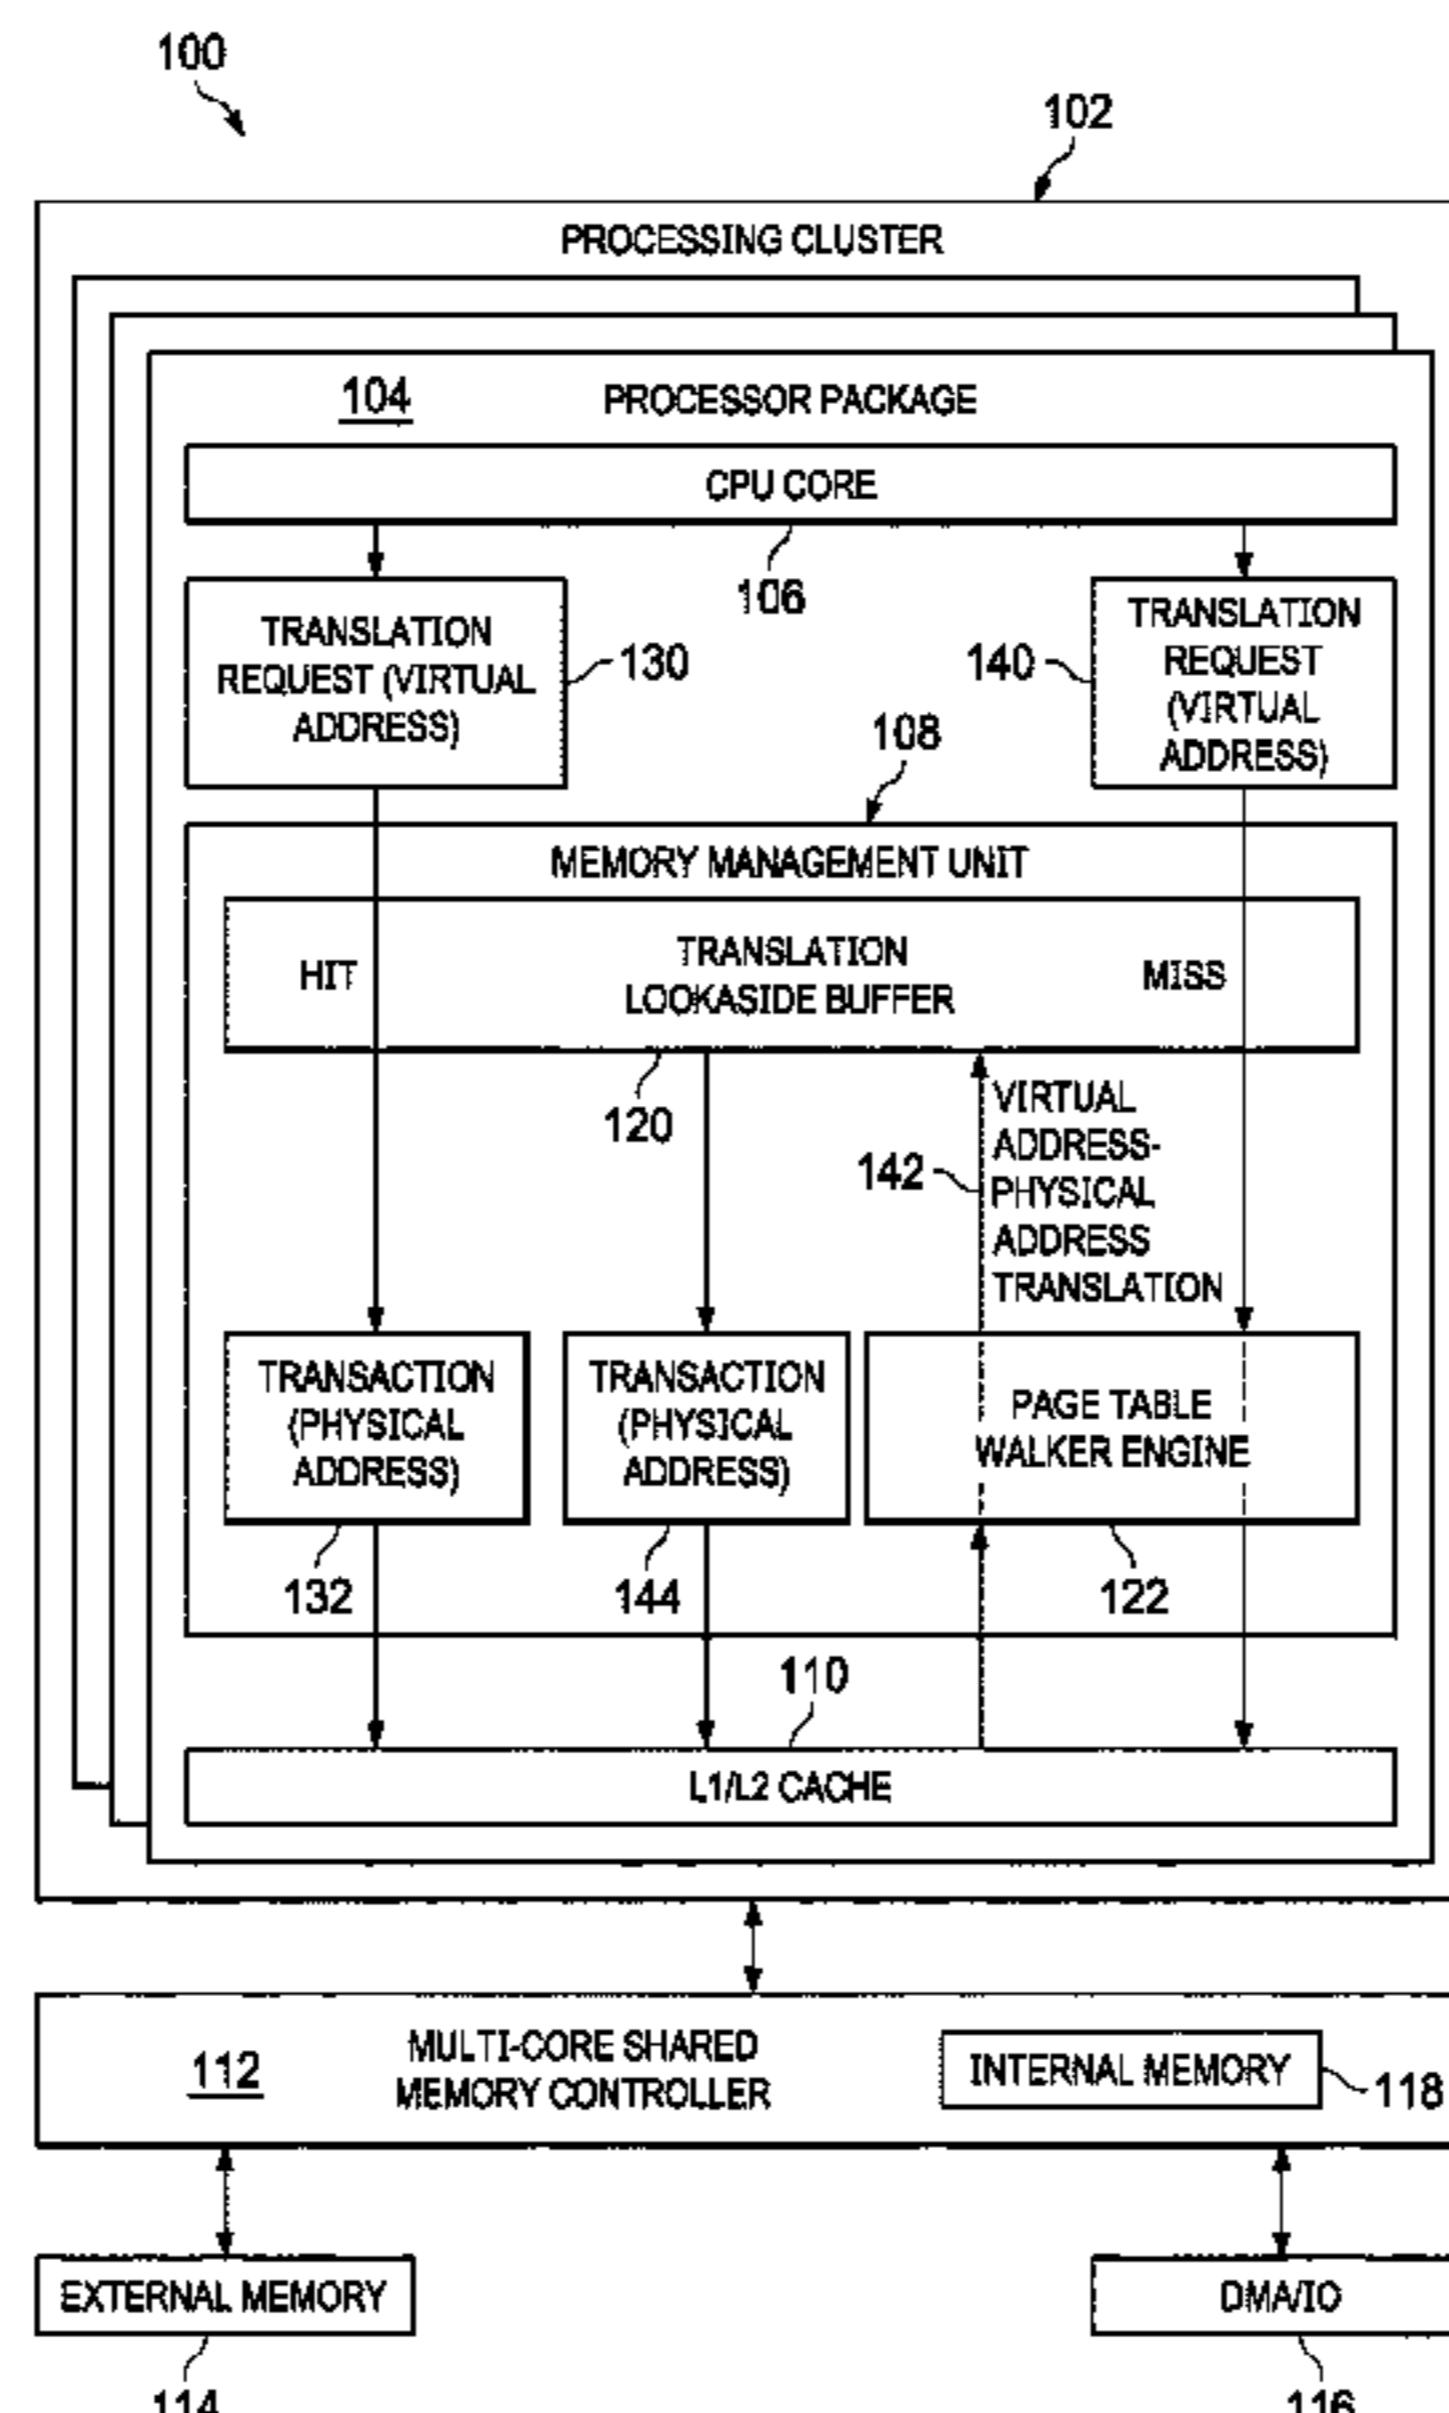 100
102
PROCESSING CLUSTER
104
PROCESSOR PACKAGE
CPU CORE
106
TRANSLATION
REQUEST (VIRTUAL
ADDRESS)
130
140
TRANSLATION
REQUEST
(VIRTUAL
ADDRESS)
108
MEMORY MANAGEMENT UNIT
HIT
TRANSLATION
LOOKASIDE BUFFER
MISS
120
142
VIRTUAL
ADDRESS-
PHYSICAL
ADDRESS
TRANSLATION
TRANSACTION
(PHYSICAL
ADDRESS)
TRANSACTION
(PHYSICAL
ADDRESS)
PAGE TABLE
WALKER ENGINE
132
144
122
110
L1/L2 CACHE
112
MULTI-CORE SHARED
MEMORY CONTROLLER
INTERNAL MEMORY
118
EXTERNAL MEMORY
DMA/IO
114
116